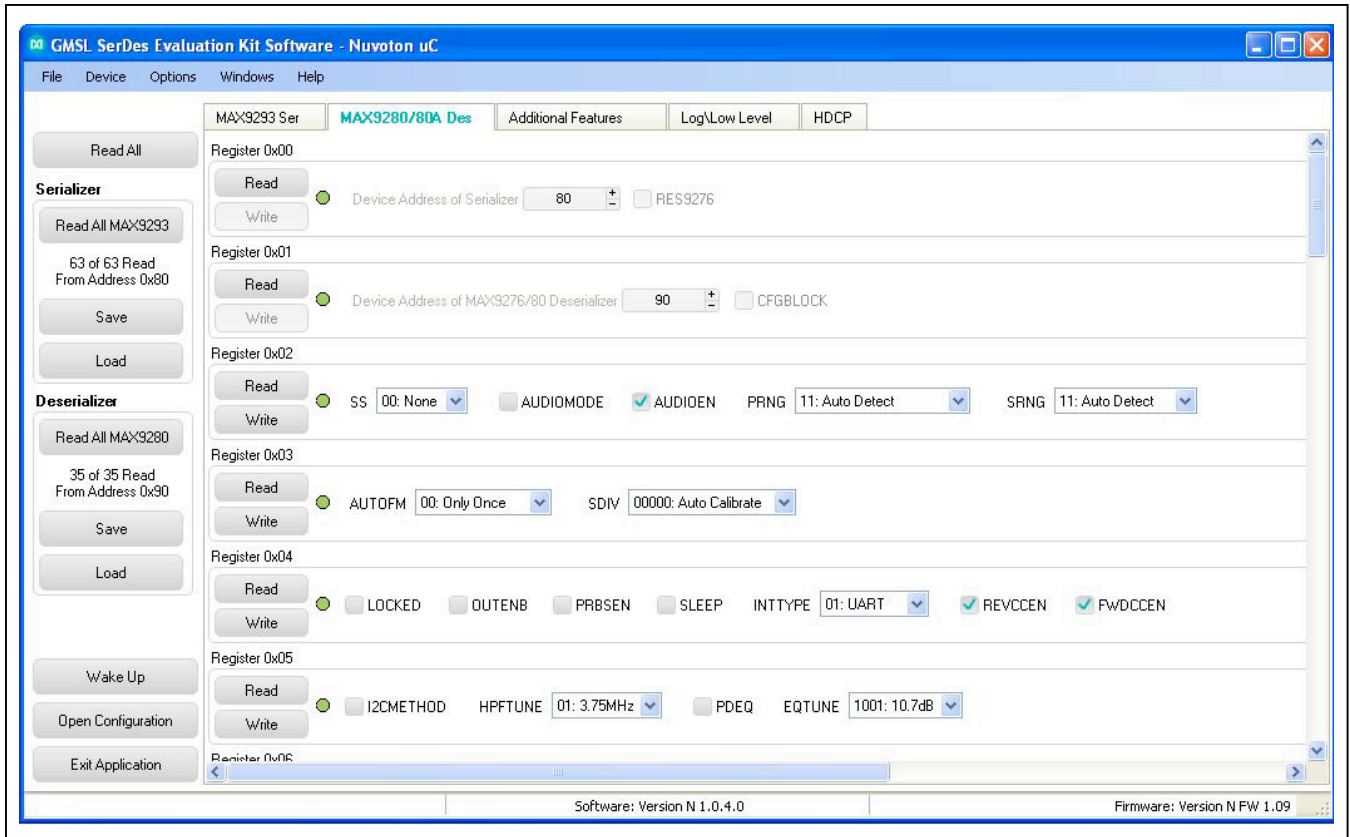 GMSL SerDes Evaluation Kit Software - Nuvoton uC
File Device Options Windows Help
MAX9293 Ser MAX9280/80A Des Additional Features Log\Low Level HDCP
Read All
Serializer
Read All MAX9293
63 of 63 Read
From Address 0x80
Save
Load
Deserializer
Read All MAX9280
35 of 35 Read
From Address 0x90
Save
Load
Wake Up
Open Configuration
Exit Application
Register 0x00
Read
Write
Device Address of Serializer 80 + - RES9276
Register 0x01
Read
Write
Device Address of MAX9276/80 Deserializer 90 + - CFGBLOCK
Register 0x02
Read
Write
SS 00: None AUDIOMODE AUDIOEN PRNG 11: Auto Detect SRNG 11: Auto Detect
Register 0x03
Read
Write
AUTOFM 00: Only Once SDIV 00000: Auto Calibrate
Register 0x04
Read
Write
LOCKED OUTENB PRBSEN SLEEP INTTYPE 01: UART REVCCEN FWDCCEN
Register 0x05
Read
Write
I2CMETHOD HPFTUNE 01: 3.75MHz PDEQ EQTUNE 1001: 10.7dB
Register 0x06
Software: Version N 1.0.4.0 Firmware: Version N FW 1.09